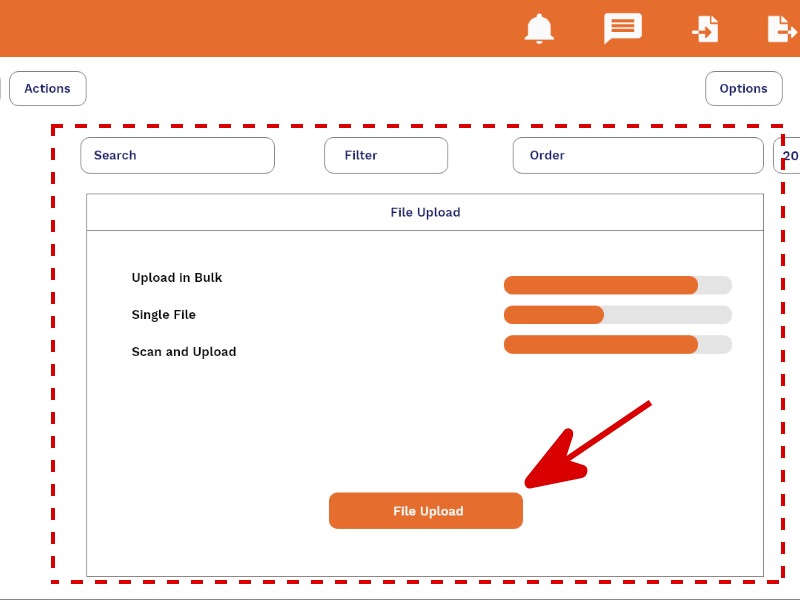 Actions
Options
Search
Filter
Order
20
File Upload
Upload in Bulk
Single File
Scan and Upload
File Upload